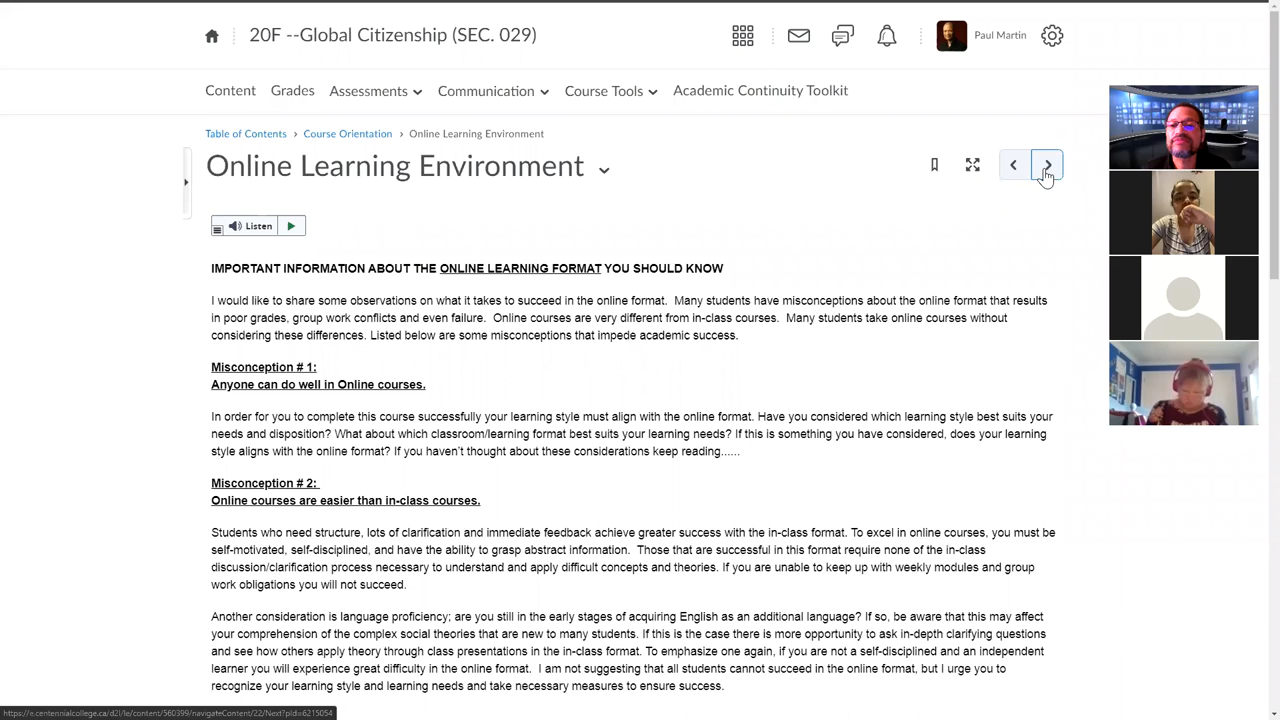 20F --Global Citizenship (SEC. 029)
Paul Martin
Content Grades Assessments Communication Course Tools Academic Continuity Toolkit
Table of Contents › Course Orientation › Online Learning Environment
Online Learning Environment
Listen
IMPORTANT INFORMATION ABOUT THE ONLINE LEARNING FORMAT YOU SHOULD KNOW
I would like to share some observations on what it takes to succeed in the online format. Many students have misconceptions about the online format that results
in poor grades, group work conflicts and even failure. Online courses are very different from in-class courses. Many students take online courses without
considering these differences. Listed below are some misconceptions that impede academic success.
Misconception # 1:
Anyone can do well in Online courses.
In order for you to complete this course successfully your learning style must align with the online format. Have you considered which learning style best suits your
needs and disposition? What about which classroom/learning format best suits your learning needs? If this is something you have considered, does your learning
style aligns with the online format? If you haven't thought about these considerations keep reading......
Misconception # 2:
Online courses are easier than in-class courses.
Students who need structure, lots of clarification and immediate feedback achieve greater success with the in-class format. To excel in online courses, you must be
self-motivated, self-disciplined, and have the ability to grasp abstract information. Those that are successful in this format require none of the in-class
discussion/clarification process necessary to understand and apply difficult concepts and theories. If you are unable to keep up with weekly modules and group
work obligations you will not succeed.
Another consideration is language proficiency; are you still in the early stages of acquiring English as an additional language? If so, be aware that this may affect
your comprehension of the complex social theories that are new to many students. If this is the case there is more opportunity to ask in-depth clarifying questions
and see how others apply theory through class presentations in the in-class format. To emphasize one again, if you are not a self-disciplined and an independent
learner you will experience great difficulty in the online format. I am not suggesting that all students cannot succeed in the online format, but I urge you to
recognize your learning style and learning needs and take necessary measures to ensure success.
https://e.centennialcollege.ca/d2l/le/content/560399/navigateContent/22/Next?pId=6215054